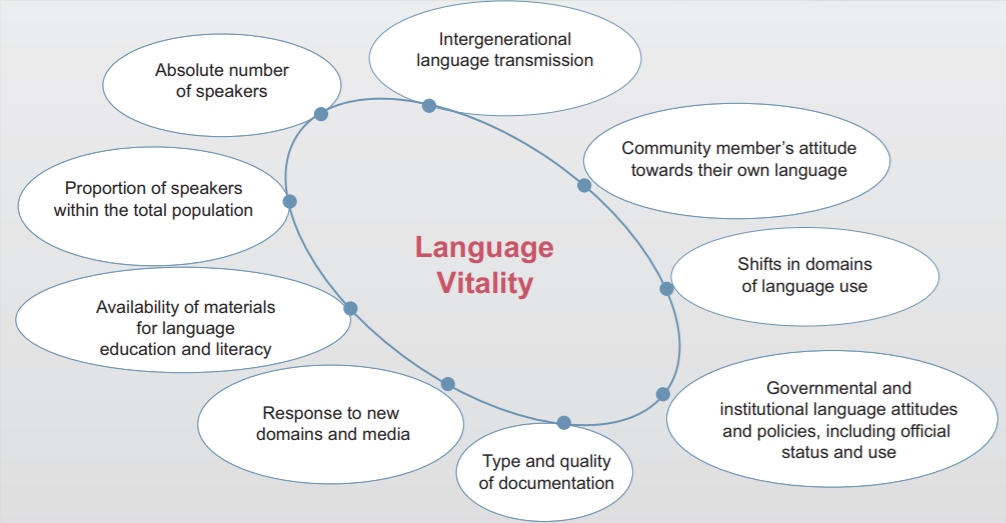 Intergenerational
language transmission
Absolute number
of speakers
Community member's attitude
towards their own language
Proportion of speakers
within the total population
Language
Vitality
Shifts in domains
of language use
Availability of materials
for language
education and literacy
Governmental and
institutional language attitudes
and policies, including official
status and use
Response to new
domains and media
Type and quality
of documentation